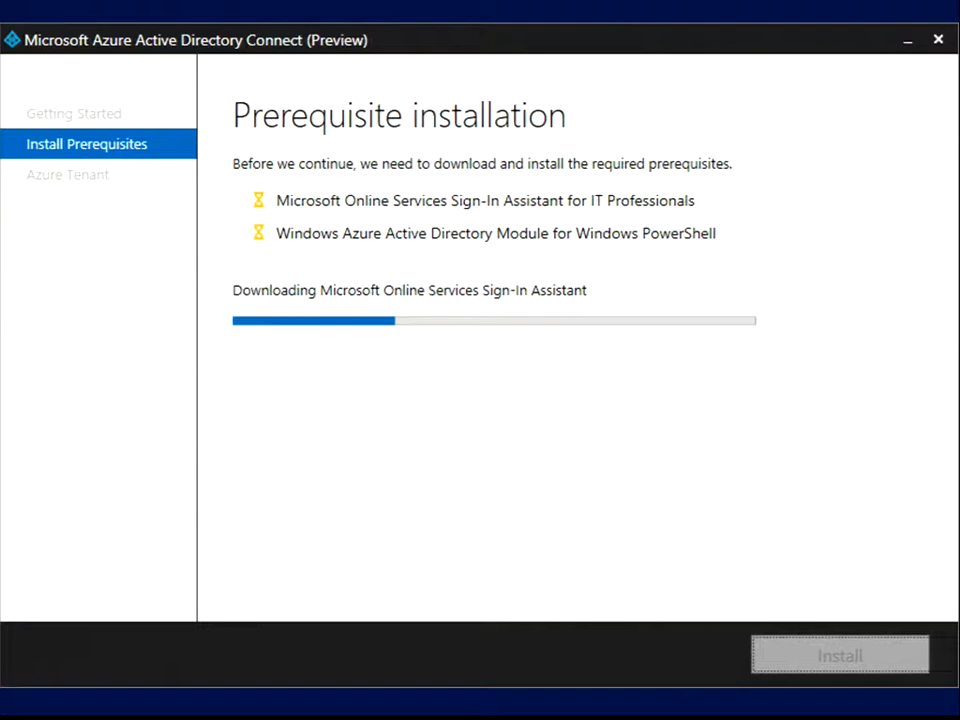 Microsoft Azure Active Directory Connect (Preview)
Getting Started
Install Prerequisites
Azure Tenant
Prerequisite installation
Before we continue, we need to download and install the required prerequisites.
Microsoft Online Services Sign-In Assistant for IT Professionals
Windows Azure Active Directory Module for Windows PowerShell
Downloading Microsoft Online Services Sign-In Assistant
Install